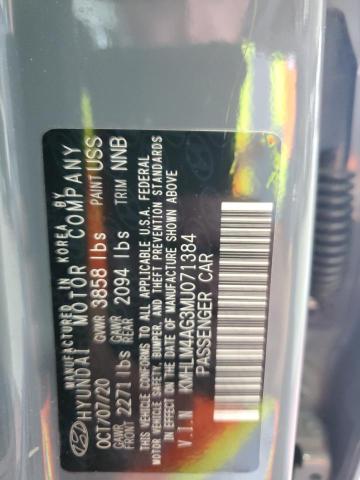 MANUFACTURED IN KOREA BY
HYUNDAI MOTOR COMPANY
OCT/07/20 GVWR 3858 lbs PAINT USS
GAWR FRONT 2271 lbs GAWR REAR 2094 lbs TRIM NNB
THIS VEHICLE CONFORMS TO ALL APPLICABLE U.S.A. FEDERAL
MOTOR VEHICLE SAFETY, BUMPER, AND THEFT PREVENTION STANDARDS
IN EFFECT ON THE DATE OF MANUFACTURE SHOWN ABOVE
V.I.N KMHLM4AG3MU071384
PASSENGER CAR